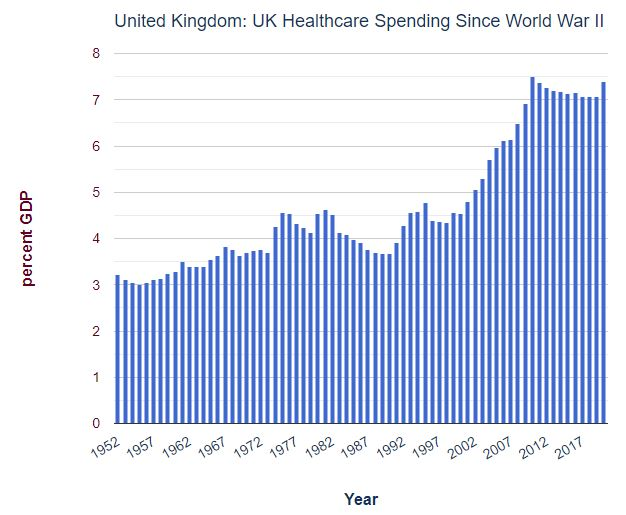 United Kingdom: UK Healthcare Spending Since World War II
percent GDP
8
7
6
5
4
3
2
1
0
1952 1957 1962 1967 1972 1977 1982 1987 1992 1997 2002 2007 2012 2017
Year